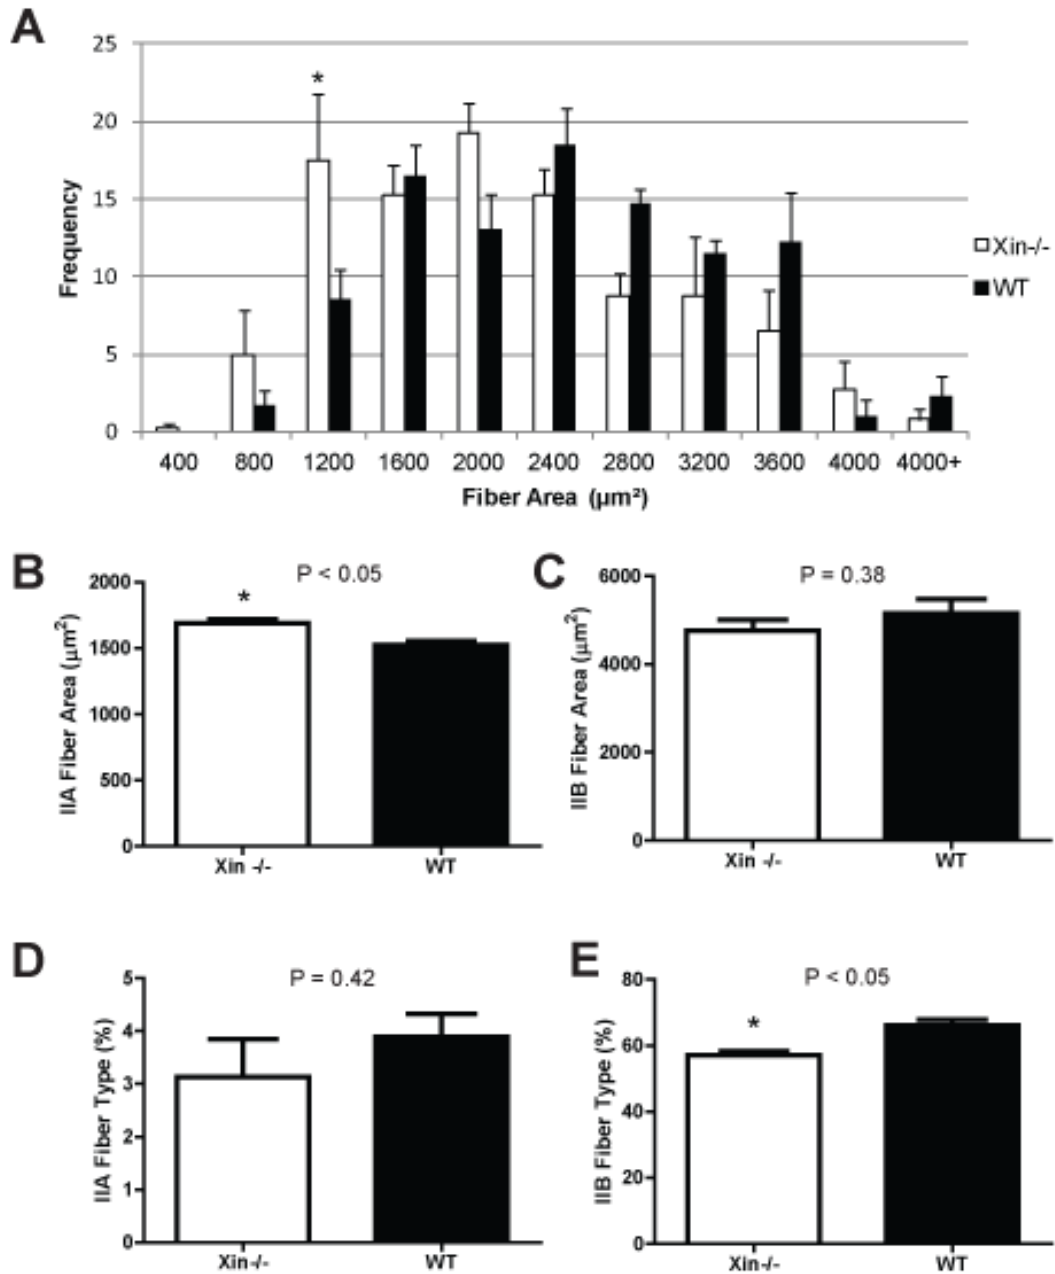 A
25
20
15
10
5
0
Frequency
*
400 800 1200 1600 2000 2400 2800 3200 3600 4000 4000+
Fiber Area (µm²)
Xin-/-
WT
B
P < 0.05
2000
1500
1000
500
0
IIA Fiber Area (µm²)
*
Xin -/- WT
C
P = 0.38
6000
4000
2000
0
IIB Fiber Area (µm²)
Xin -/- WT
D
P = 0.42
5
4
3
2
1
0
IIA Fiber Type (%)
Xin-/- WT
E
P < 0.05
80
60
40
20
0
IIB Fiber Type (%)
*
Xin-/- WT